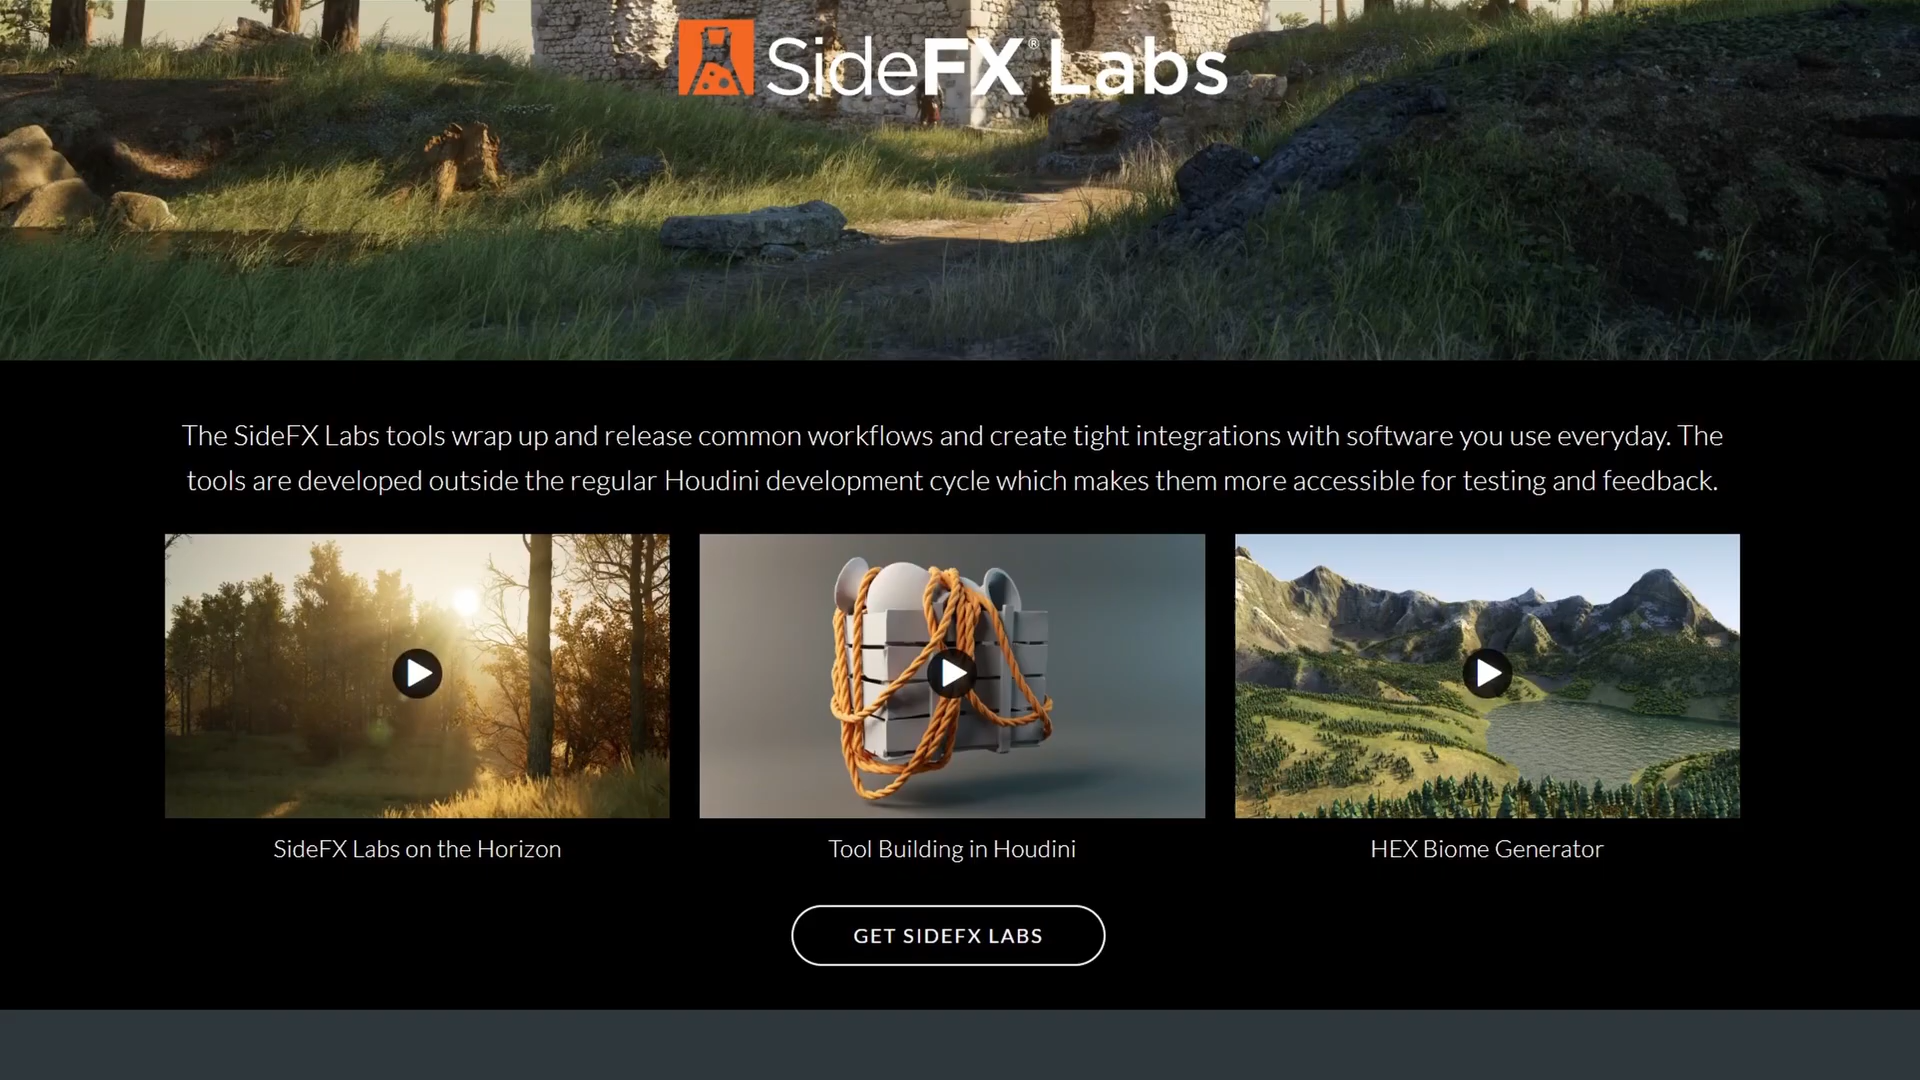 SideFX® Labs
The SideFX Labs tools wrap up and release common workflows and create tight integrations with software you use everyday. The
tools are developed outside the regular Houdini development cycle which makes them more accessible for testing and feedback.
SideFX Labs on the Horizon
Tool Building in Houdini
HEX Biome Generator
GET SIDEFX LABS